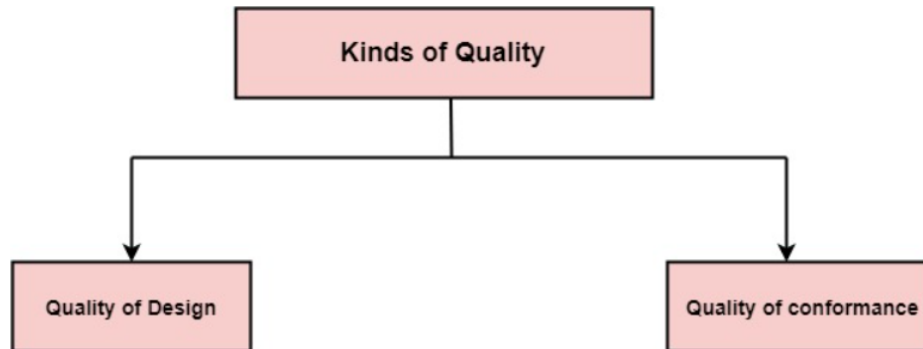 Kinds of Quality
Quality of Design
Quality of conformance